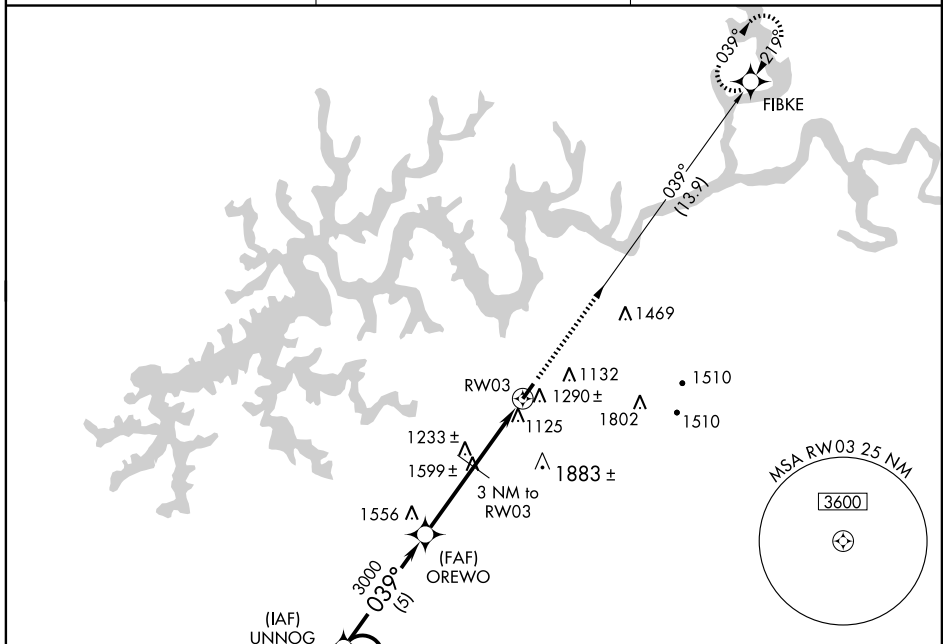 039°
219°
FIBKE
039°
(13.9)
1469
RW03
1132
1510
1290 ±
1802
1510
1125
1233 ±
1599 ±
1883 ±
3 NM to
RW03
1556
(FAF)
OREWO
3000
039°
(5)
(IAF)
UNNOG
MSA RW03 25 NM
3600